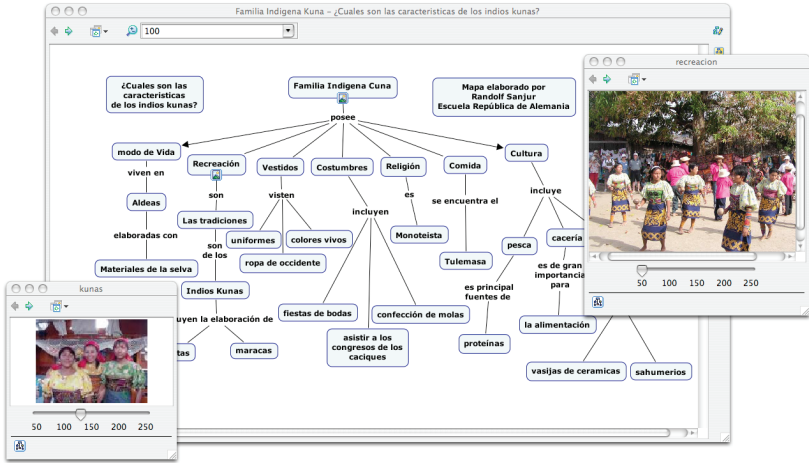 Familia Indigena Kuna – ¿Cuales son las caracteristicas de los indios kunas?
100
¿Cuales son las
caracteristicas
de los indios kunas?
Familia Indigena Cuna
Mapa elaborado por
Randolf Sanjur
Escuela República de Alemania
posee
modo de Vida
Recreación
Vestidos
Costumbres
Religión
Comida
Cultura
viven en
son
visten
incluyen
es
se encuentra el
incluye
Aldeas
Las tradiciones
uniformes
colores vivos
ropa de occidente
Monoteista
Tulemasa
pesca
cacería
elaboradas con
son
de los
es principal
fuentes de
es de gran
importancia
para
Materiales de la selva
Indios Kunas
fiestas de bodas
confección de molas
asistir a los
congresos de los
caciques
proteínas
la alimentación
uyen la elaboración de
tas
maracas
vasijas de ceramicas
sahumerios
recreacion
50 100 150 200 250
kunas
50 100 150 200 250